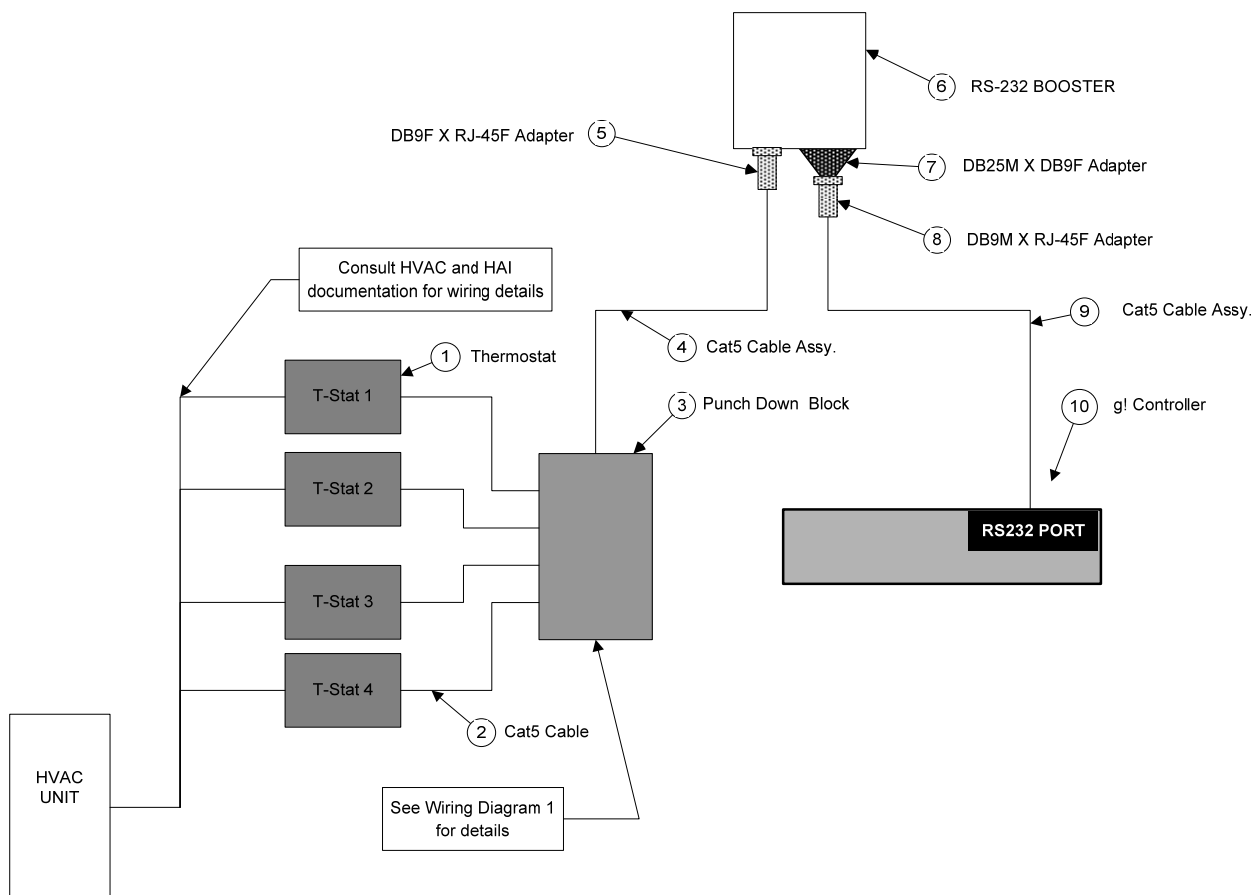 6 RS-232 BOOSTER
DB9F X RJ-45F Adapter 5
7 DB25M X DB9F Adapter
8 DB9M X RJ-45F Adapter
Consult HVAC and HAI
documentation for wiring details
9 Cat5 Cable Assy.
4 Cat5 Cable Assy.
1 Thermostat
T-Stat 1
3 Punch Down Block
10 g! Controller
T-Stat 2
RS232 PORT
T-Stat 3
T-Stat 4
2 Cat5 Cable
HVAC
UNIT
See Wiring Diagram 1
for details